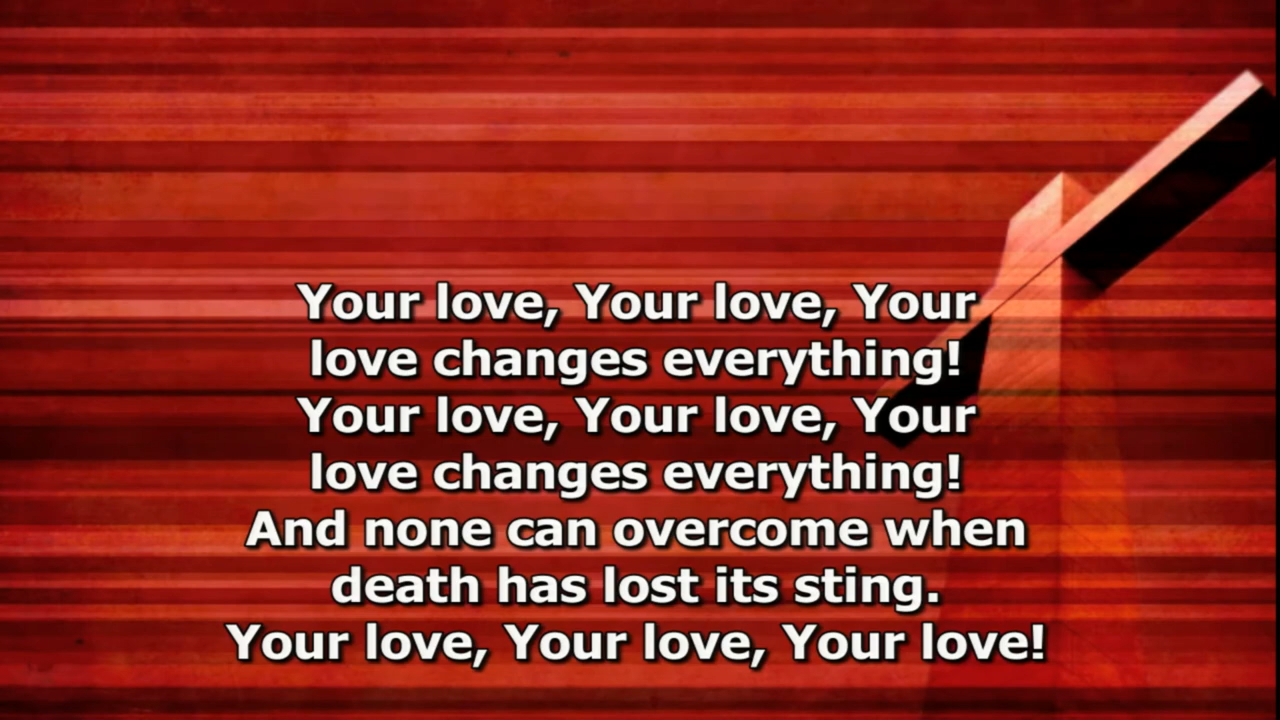 Your love, Your love, Your
love changes everything!
Your love, Your love, Your
love changes everything!
And none can overcome when
death has lost its sting.
Your love, Your love, Your love!